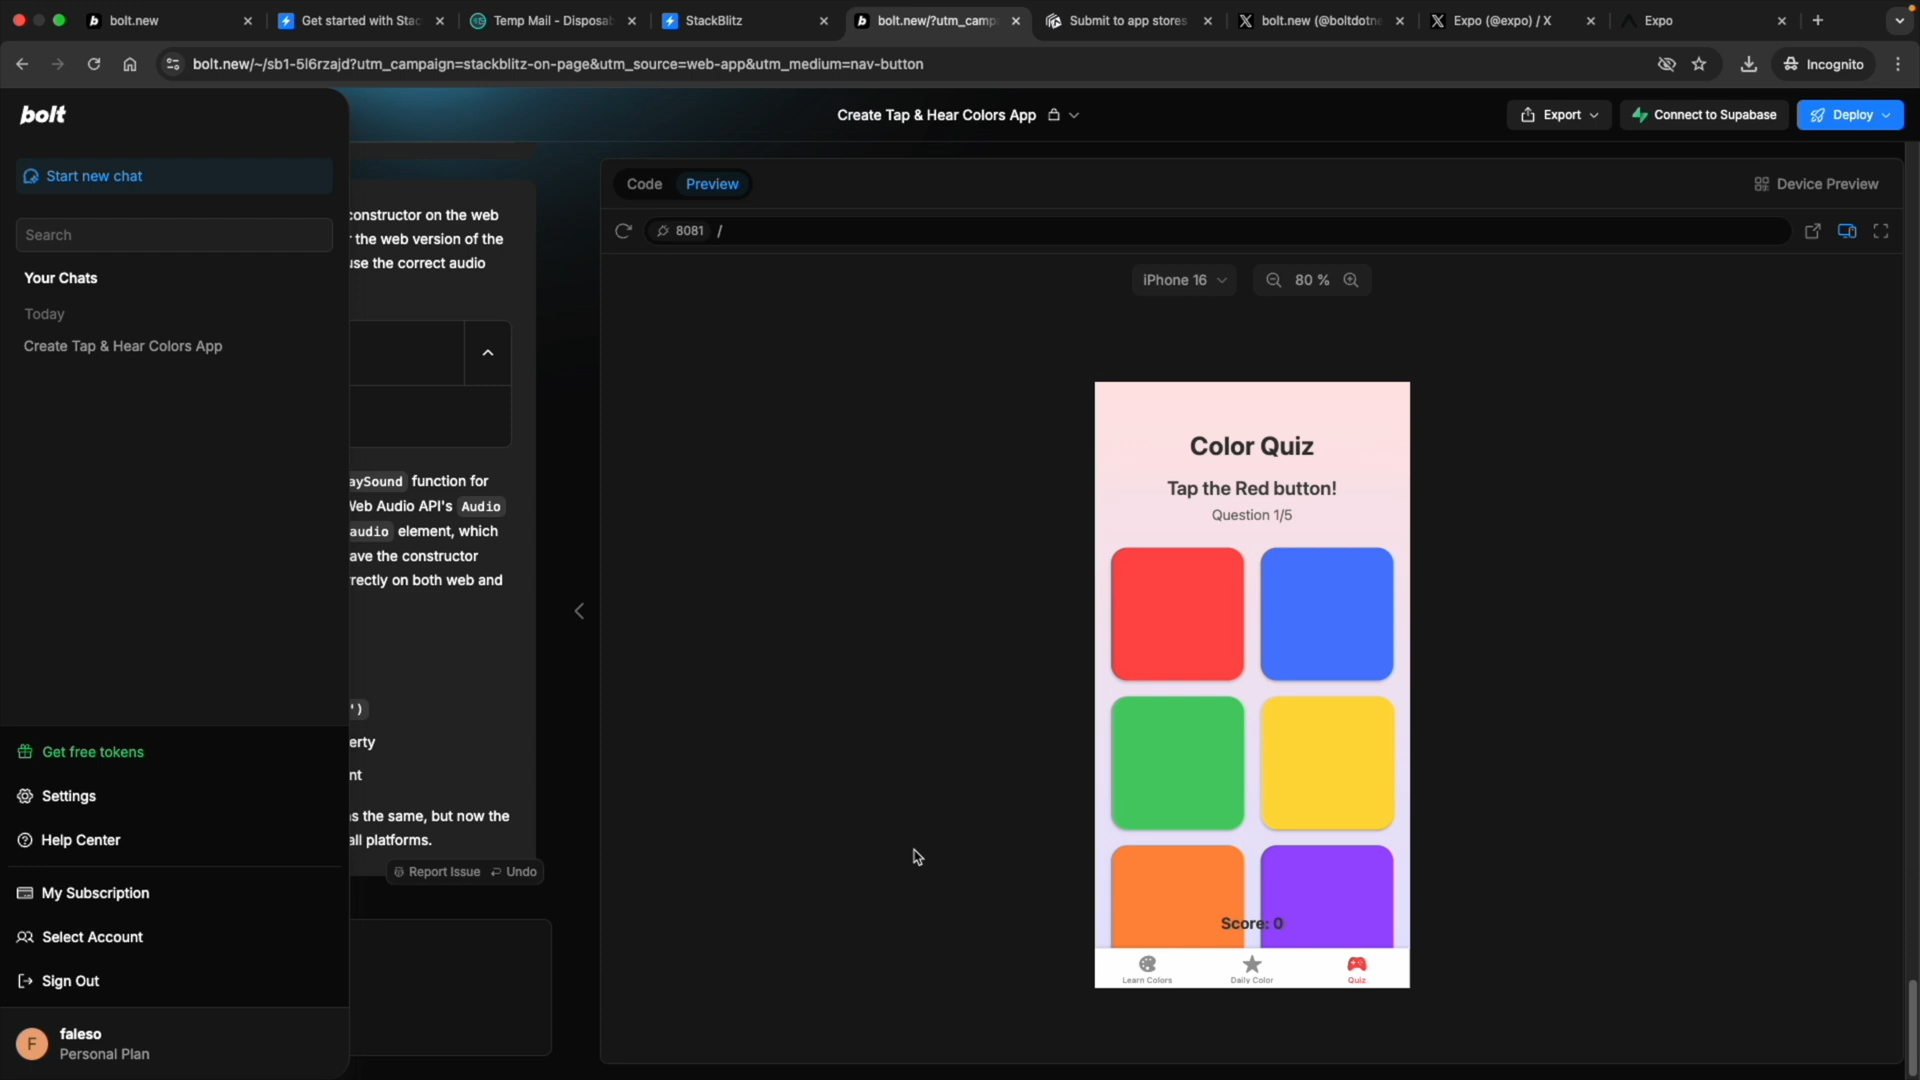 bolt.new
Get started with Stac
Temp Mail - Disposab
StackBlitz
bolt.new/?utm_camp
Submit to app stores
bolt.new (@boltdotne
Expo (@expo) / X
Expo
bolt.new/~/sb1-5l6rzajd?utm_campaign=stackblitz-on-page&utm_source=web-app&utm_medium=nav-button
Incognito
bolt
Create Tap & Hear Colors App
Export
Connect to Supabase
Deploy
Start new chat
Search
Your Chats
Today
Create Tap & Hear Colors App
Get free tokens
Settings
Help Center
My Subscription
Select Account
Sign Out
F
faleso
Personal Plan
constructor on the web
r the web version of the
use the correct audio
aySound function for
Web Audio API's Audio
audio element, which
ave the constructor
rrectly on both web and
')
erty
nt
as the same, but now the
all platforms.
Report Issue
Undo
Code
Preview
Device Preview
8081 /
iPhone 16
80 %
Color Quiz
Tap the Red button!
Question 1/5
Score: 0
Learn Colors
Daily Color
Quiz